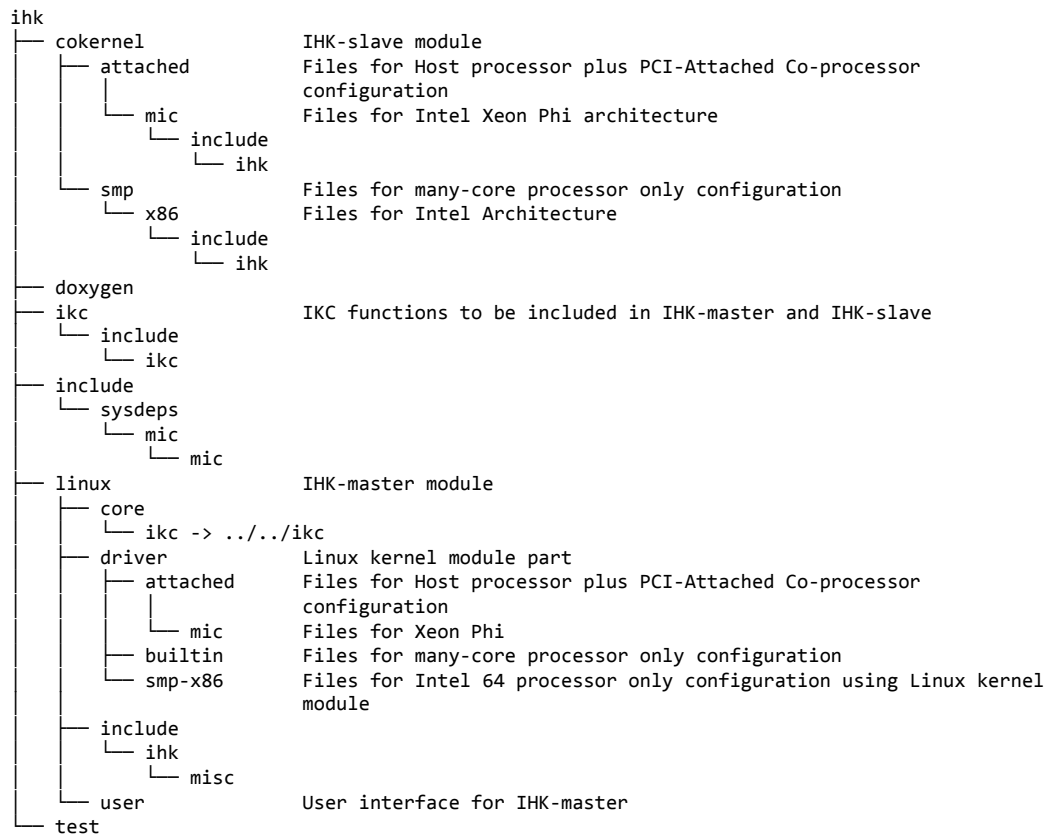 ihk
├── cokernel IHK-slave module
│   ├── attached Files for Host processor plus PCI-Attached Co-processor
│   │   │ configuration
│   │   └── mic Files for Intel Xeon Phi architecture
│   │       └── include
│   │           └── ihk
│   └── smp Files for many-core processor only configuration
│       └── x86 Files for Intel Architecture
│           └── include
│               └── ihk
├── doxygen
├── ikc IKC functions to be included in IHK-master and IHK-slave
│   └── include
│       └── ikc
├── include
│   └── sysdeps
│       └── mic
│           └── mic
├── linux IHK-master module
│   ├── core
│   │   └── ikc -> ../../ikc
│   ├── driver Linux kernel module part
│   │   ├── attached Files for Host processor plus PCI-Attached Co-processor
│   │   │   │ configuration
│   │   │   └── mic Files for Xeon Phi
│   │   ├── builtin Files for many-core processor only configuration
│   │   └── smp-x86 Files for Intel 64 processor only configuration using Linux kernel
│   │ module
│   ├── include
│   │   └── ihk
│   │       └── misc
│   └── user User interface for IHK-master
└── test